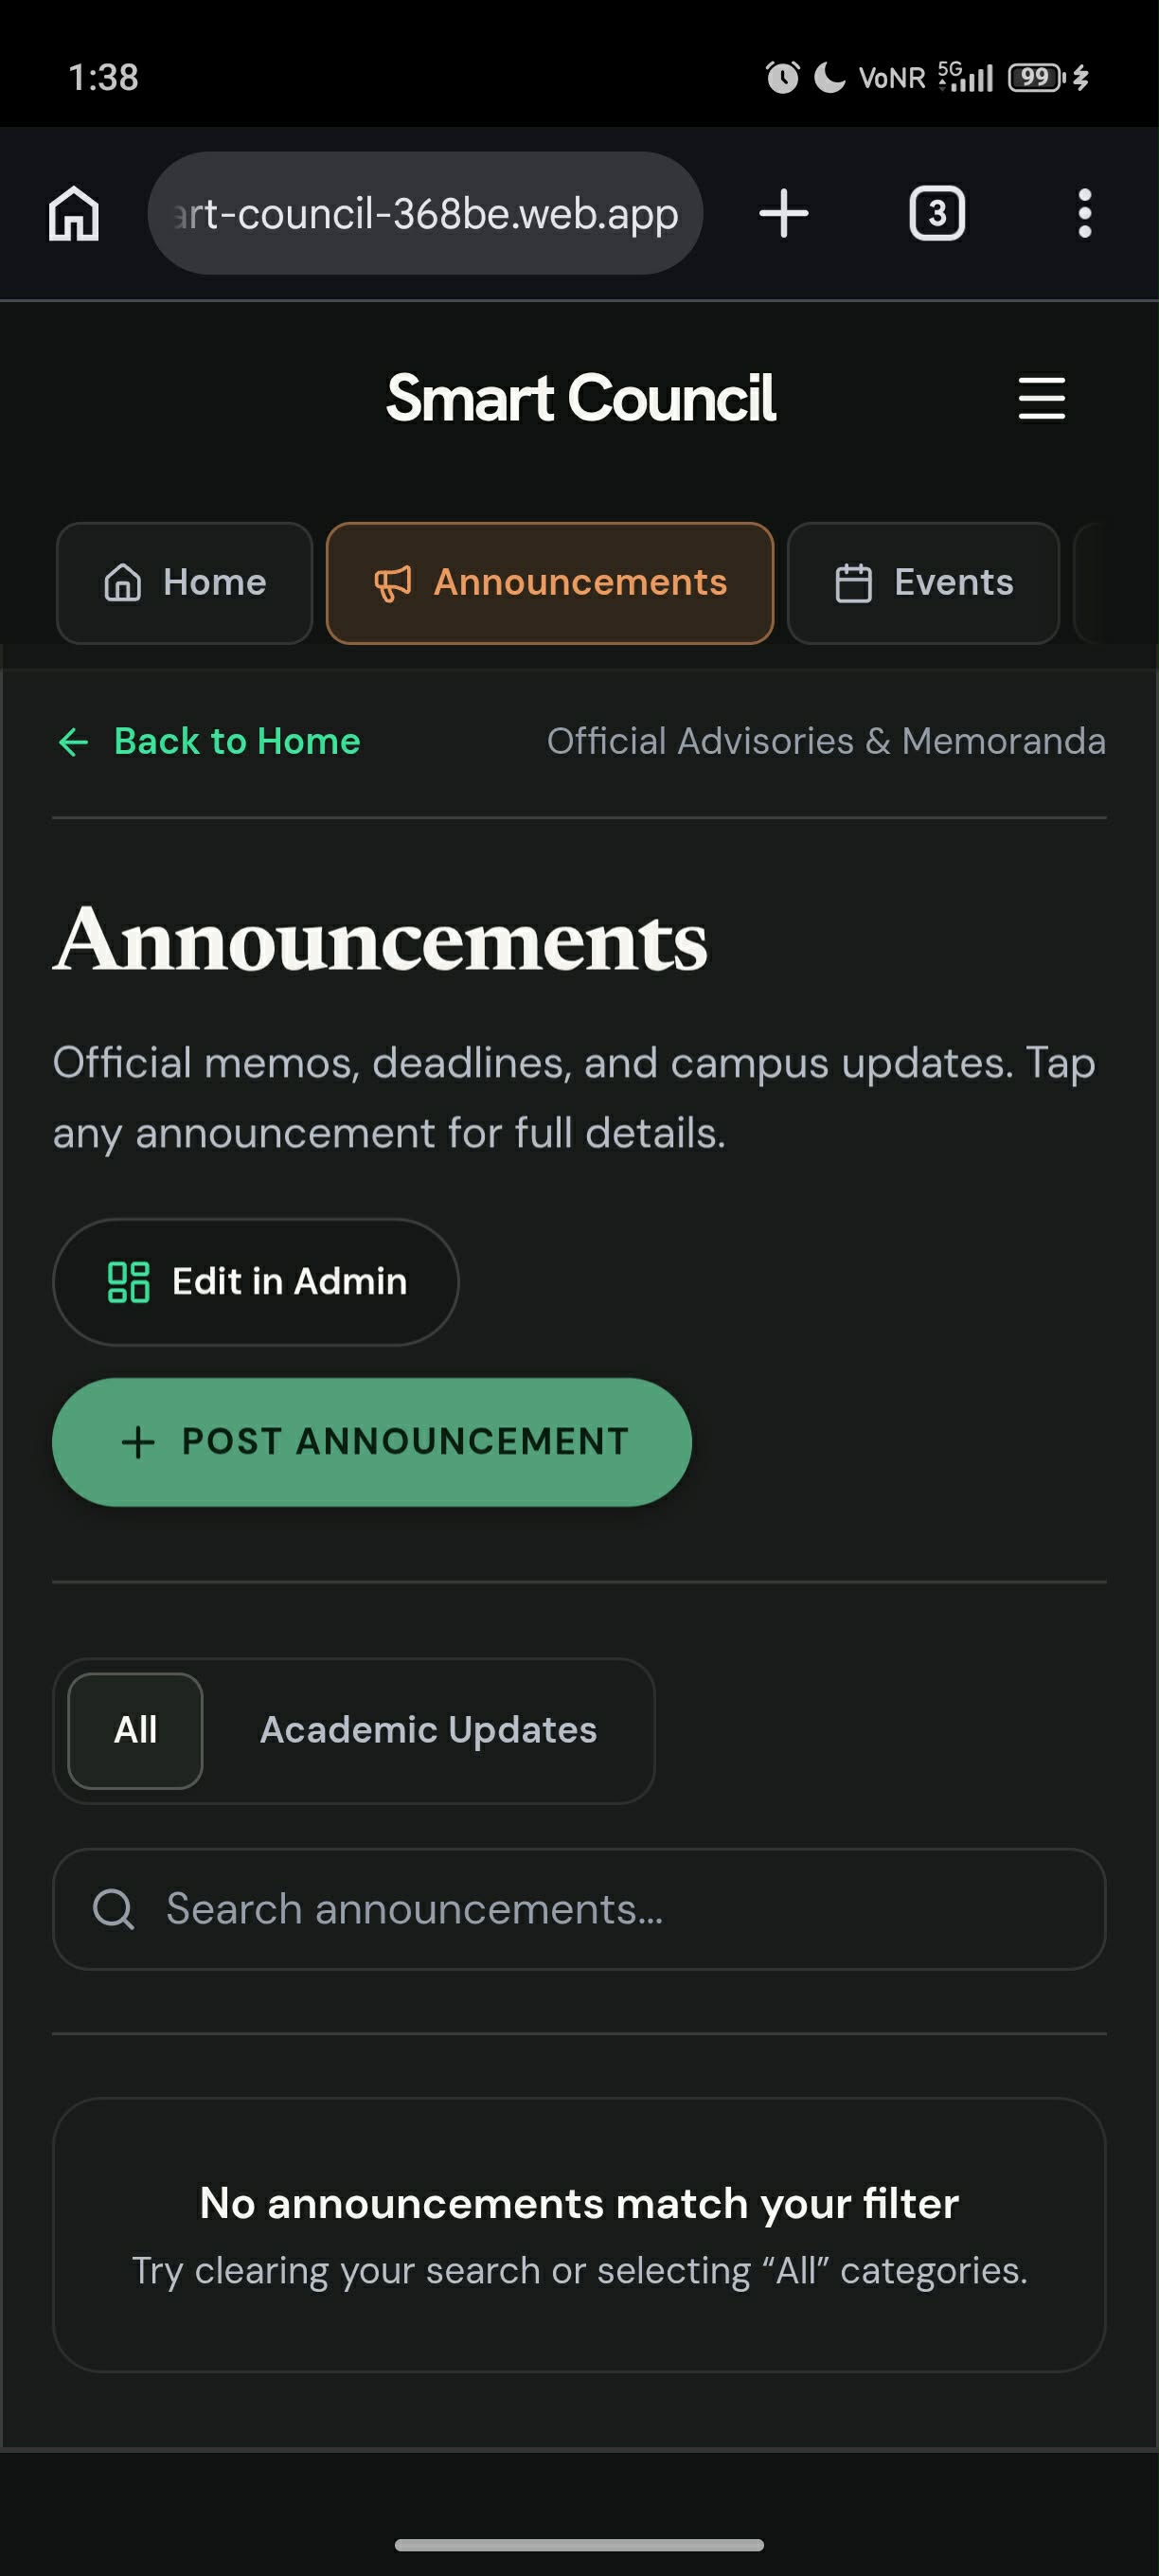 1:38
VoNR 5G 99
art-council-368be.web.app
3
Smart Council
Home
Announcements
Events
Back to Home
Official Advisories & Memoranda
Announcements
Official memos, deadlines, and campus updates. Tap
any announcement for full details.
Edit in Admin
POST ANNOUNCEMENT
All
Academic Updates
Search announcements...
No announcements match your filter
Try clearing your search or selecting “All” categories.